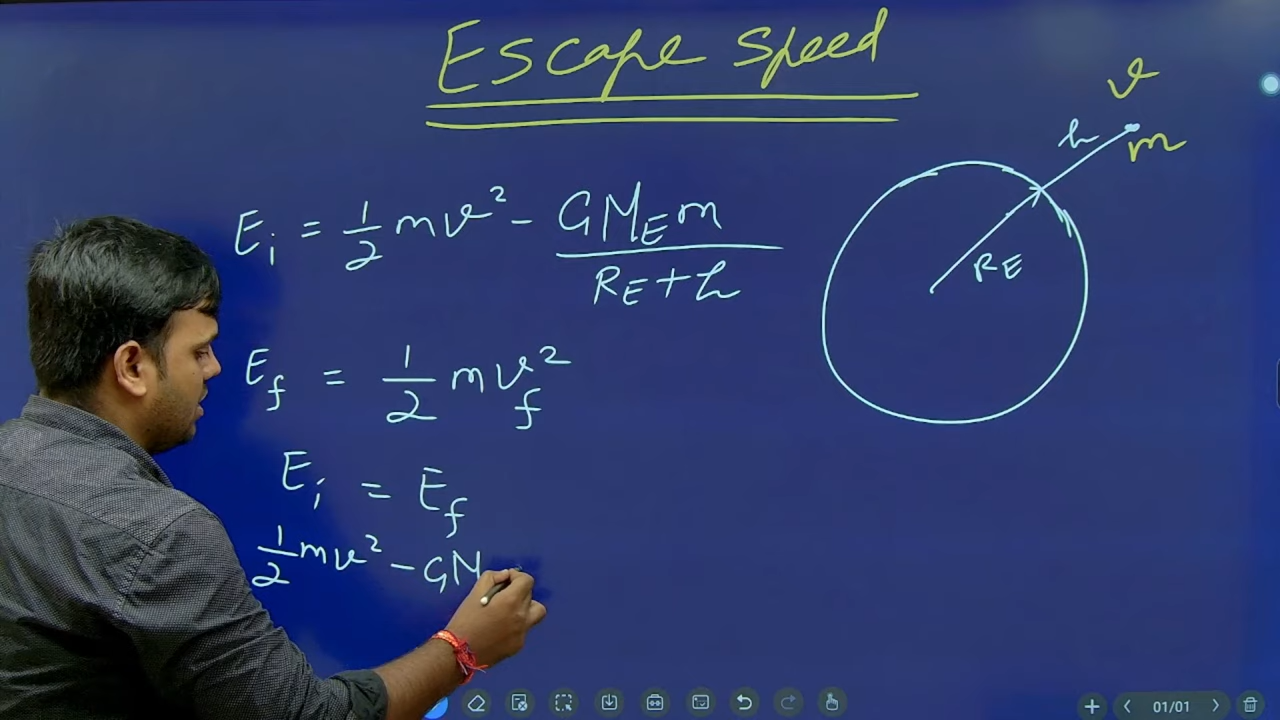 Escape speed
v
h
m
E_i = 1/2 mv² - GM_E m / R_E + h
R_E
E_f = 1/2 mv_f²
E_i = E_f
1/2 mv² - GM
01/01